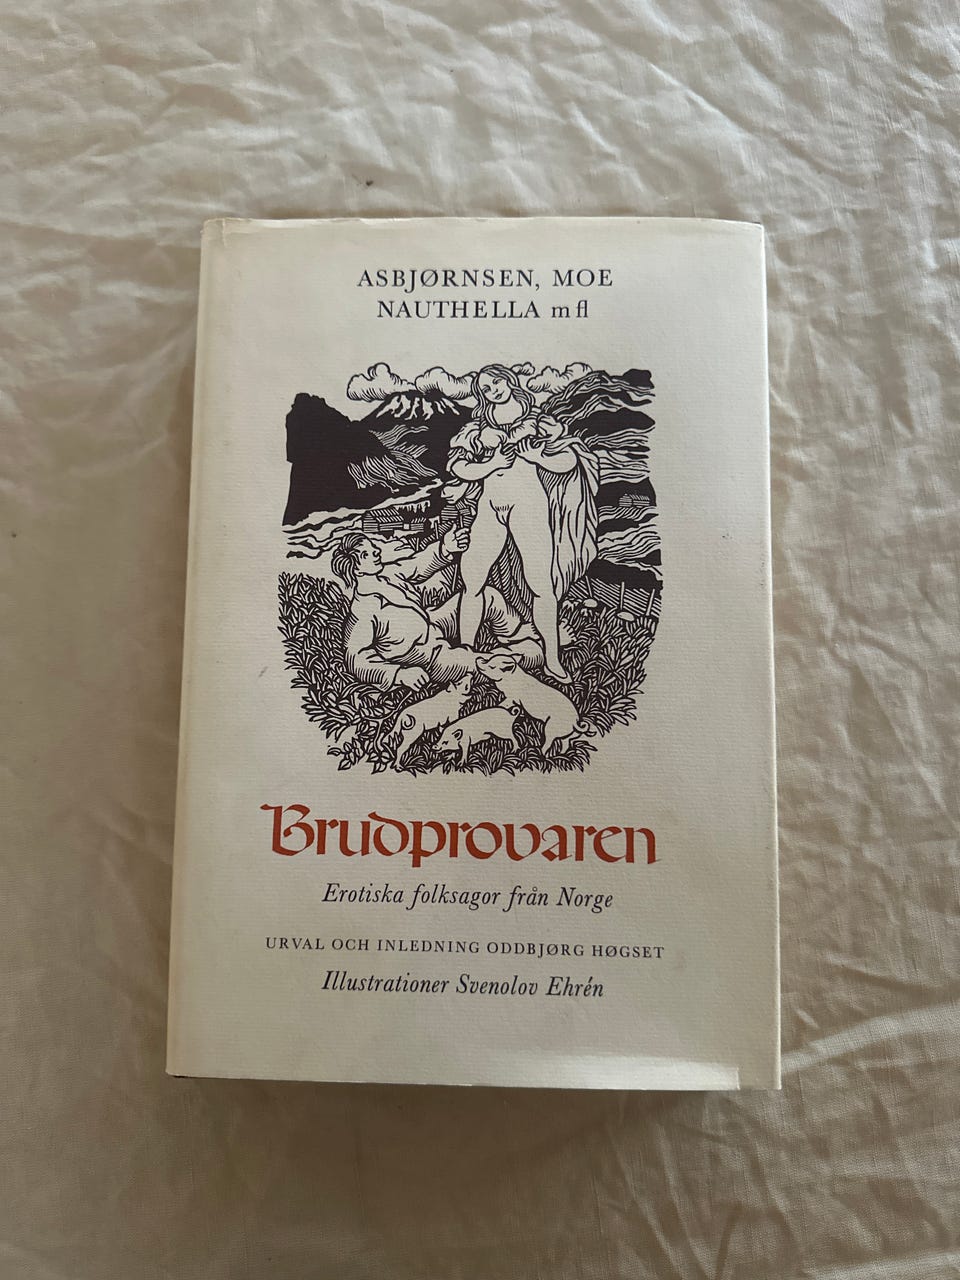 ASBJØRNSEN, MOE
NAUTHELLA m fl
Brudprovaren
Erotiska folksagor från Norge
URVAL OCH INLEDNING ODDBJØRG HØGSET
Illustrationer Svenolov Ehrén